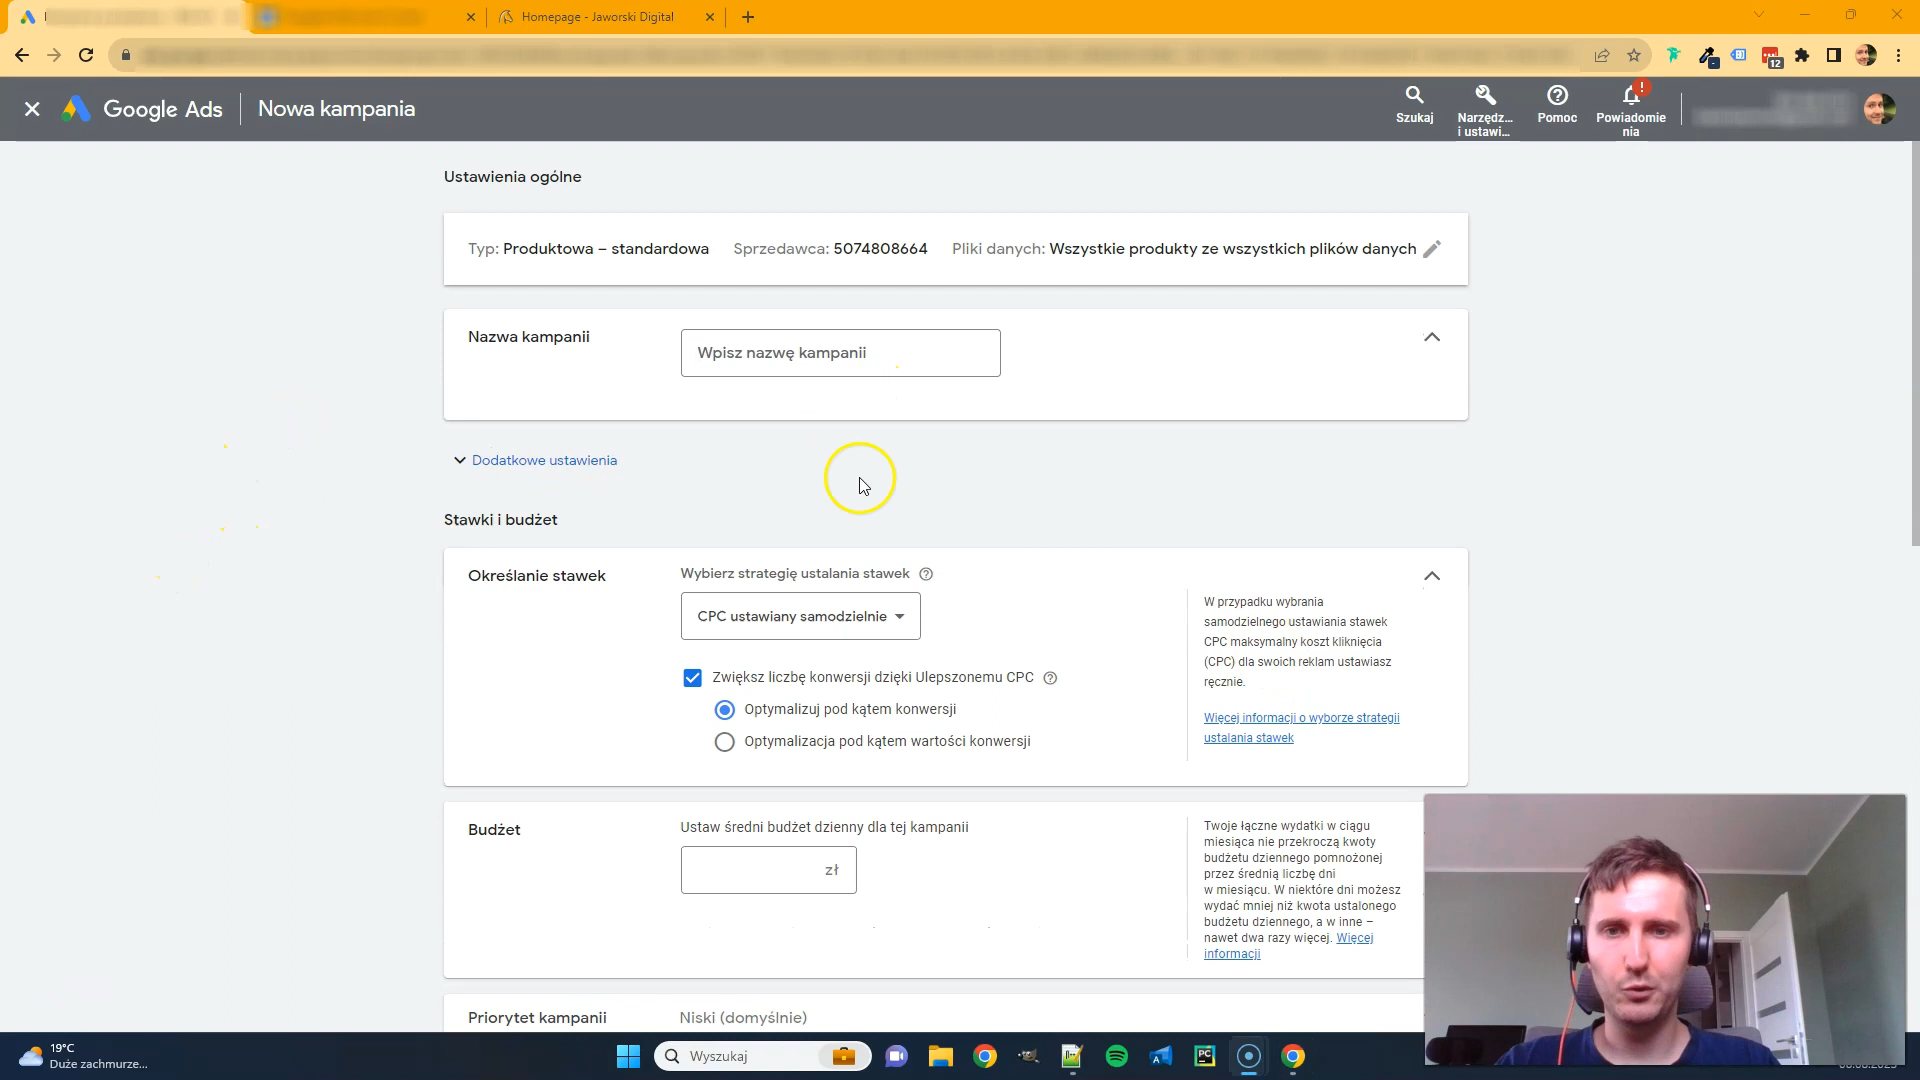 Homepage - Jaworski Digital
12
Google Ads
Nowa kampania
Szukaj
Narzędz...
i ustawi...
Pomoc
!
Powiadomie
nia
Ustawienia ogólne
Typ: Produktowa – standardowa
Sprzedawca: 5074808664
Pliki danych: Wszystkie produkty ze wszystkich plików danych
Nazwa kampanii
Wpisz nazwę kampanii
Dodatkowe ustawienia
Stawki i budżet
Określanie stawek
Wybierz strategię ustalania stawek
CPC ustawiany samodzielnie
Zwiększ liczbę konwersji dzięki Ulepszonemu CPC
Optymalizuj pod kątem konwersji
Optymalizacja pod kątem wartości konwersji
W przypadku wybrania
samodzielnego ustawiania stawek
CPC maksymalny koszt kliknięcia
(CPC) dla swoich reklam ustawiasz
ręcznie.
Więcej informacji o wyborze strategii
ustalania stawek
Budżet
Ustaw średni budżet dzienny dla tej kampanii
zł
Twoje łączne wydatki w ciągu
miesiąca nie przekroczą kwoty
budżetu dziennego pomnożonej
przez średnią liczbę dni
w miesiącu. W niektóre dni możesz
wydać mniej niż kwota ustalonego
budżetu dziennego, a w inne –
nawet dwa razy więcej. Więcej
informacji
Priorytet kampanii
Niski (domyślnie)
19°C
Duże zachmurze...
Wyszukaj
PC